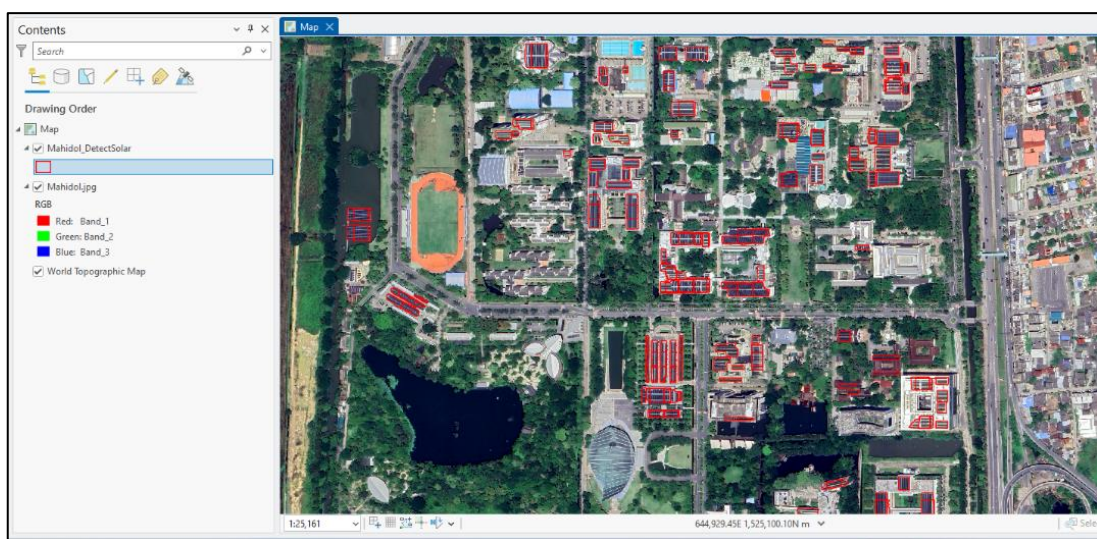 Contents
Search
Drawing Order
Map
Mahidol_DetectSolar
Mahidol.jpg
RGB
Red: Band_1
Green: Band_2
Blue: Band_3
World Topographic Map
Map
1:25,161
644,929.45E 1,525,100.10N m
Sele